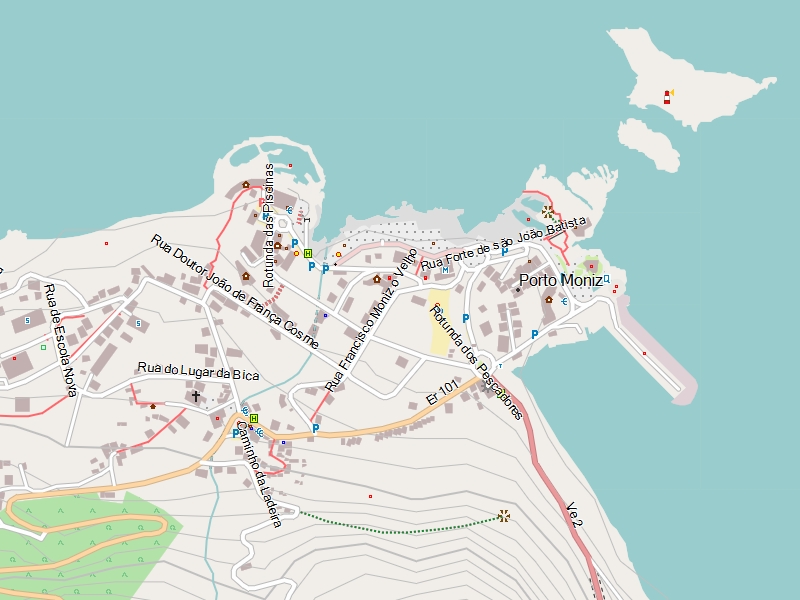 Rotunda das Piscinas
Rua Forte de são João Batista
Rua Doutor João de França Cosme
Porto Moniz
Rua de Escola Nova
Rua Francisco Moniz o Velho
Rotunda dos Pescadores
Rua do Lugar da Bica
Er 101
Caminho da Ladeira
Ve 2
P
P
P
P
P
P
P
P
P
H
H
M
S
S